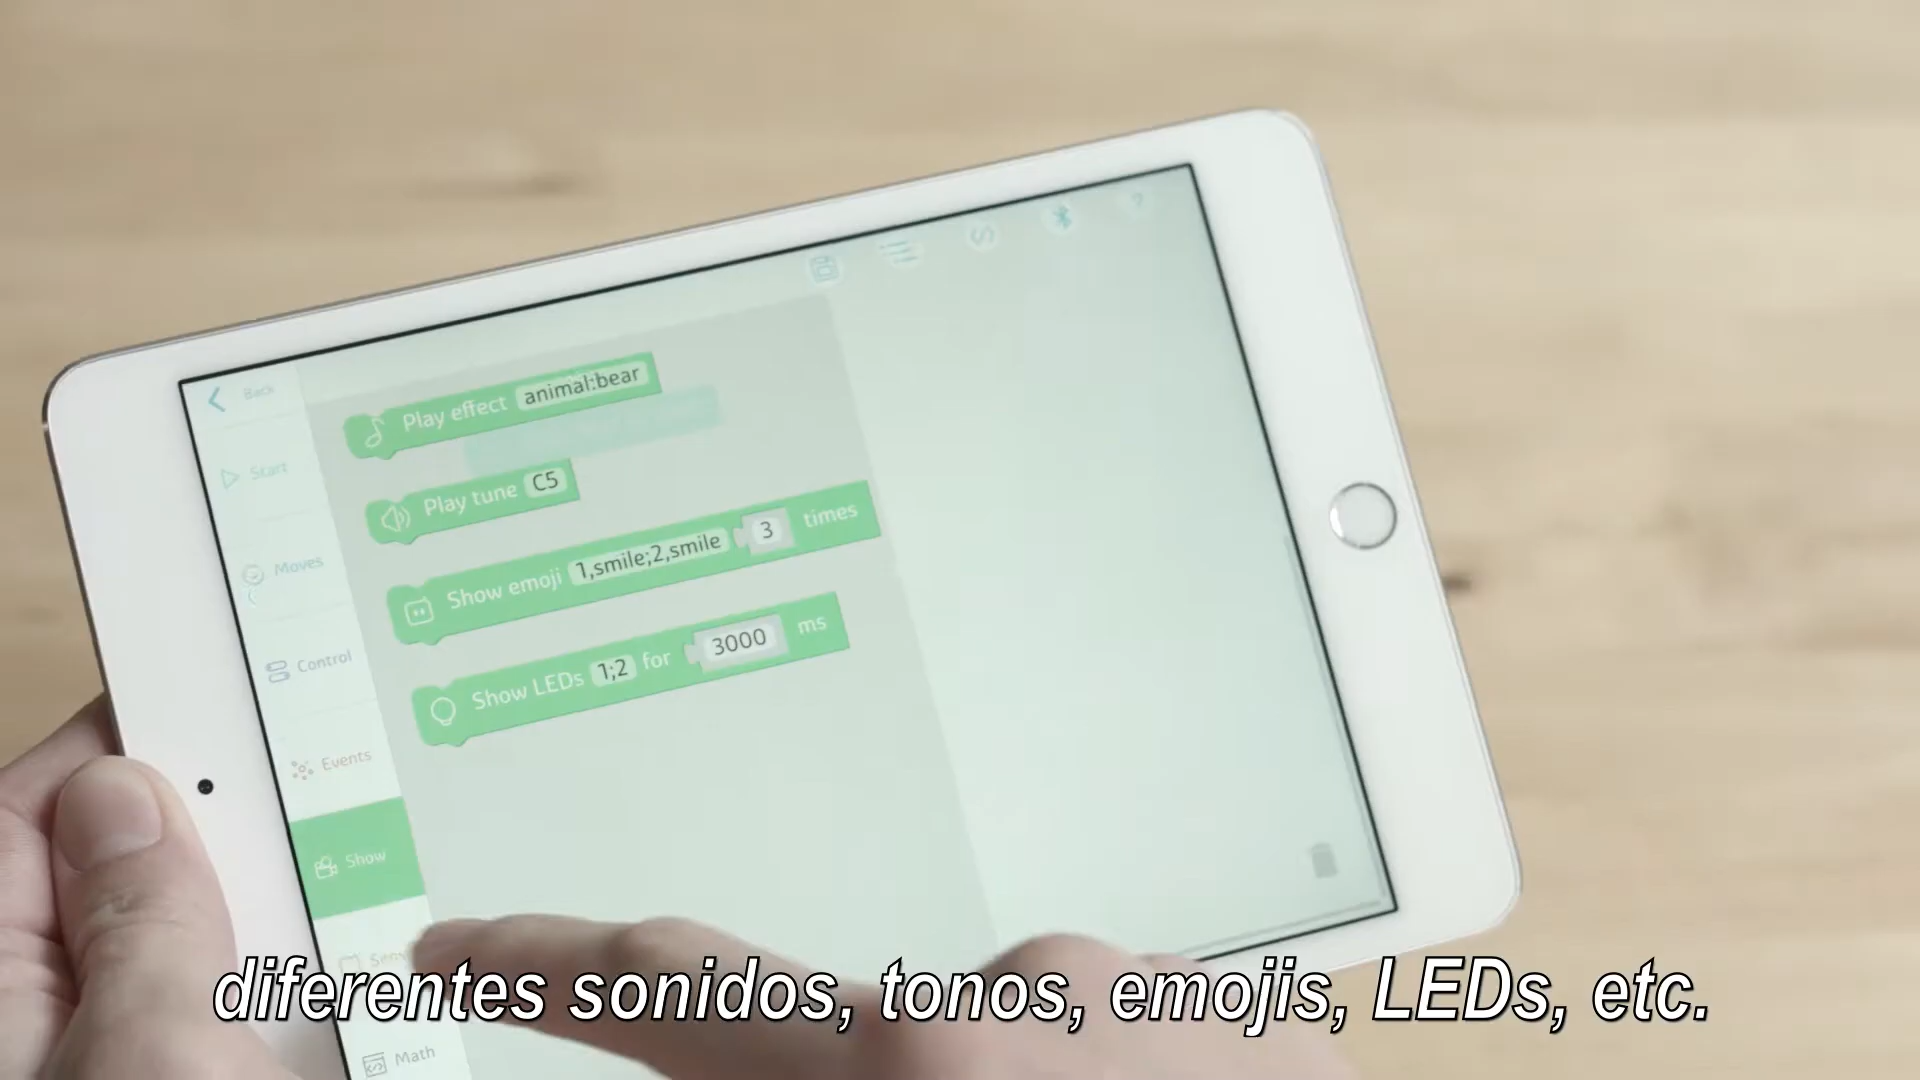 Back
Start
Moves
Control
Events
Show
Math
Play effect animal:bear
Play tune C5
Show emoji 1,smile;2,smile 3 times
Show LEDs 1;2 for 3000 ms
diferentes sonidos, tonos, emojis, LEDs, etc.